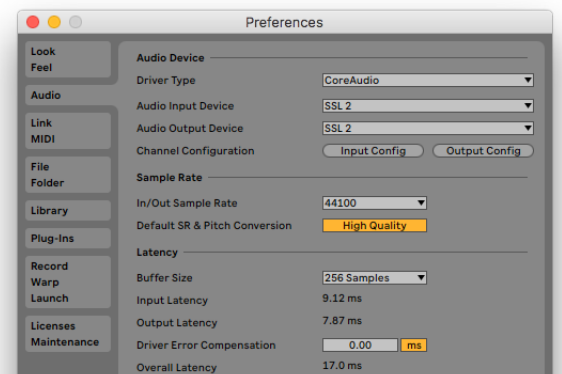 Preferences
Look
Feel
Audio
Link
MIDI
File
Folder
Library
Plug-Ins
Record
Warp
Launch
Licenses
Maintenance
Audio Device
Driver Type CoreAudio
Audio Input Device SSL 2
Audio Output Device SSL 2
Channel Configuration Input Config Output Config
Sample Rate
In/Out Sample Rate 44100
Default SR & Pitch Conversion High Quality
Latency
Buffer Size 256 Samples
Input Latency 9.12 ms
Output Latency 7.87 ms
Driver Error Compensation 0.00 ms
Overall Latency 17.0 ms